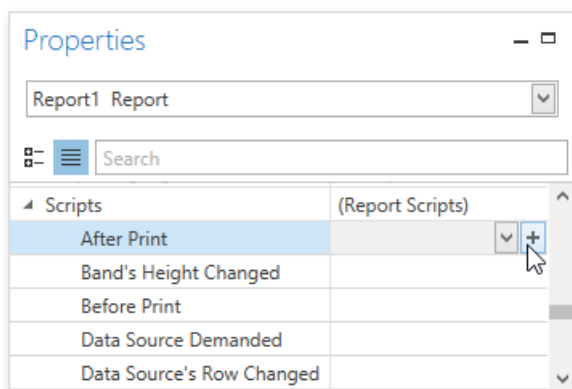 Properties
Report1 Report
Search
Scripts (Report Scripts)
After Print
Band's Height Changed
Before Print
Data Source Demanded
Data Source's Row Changed